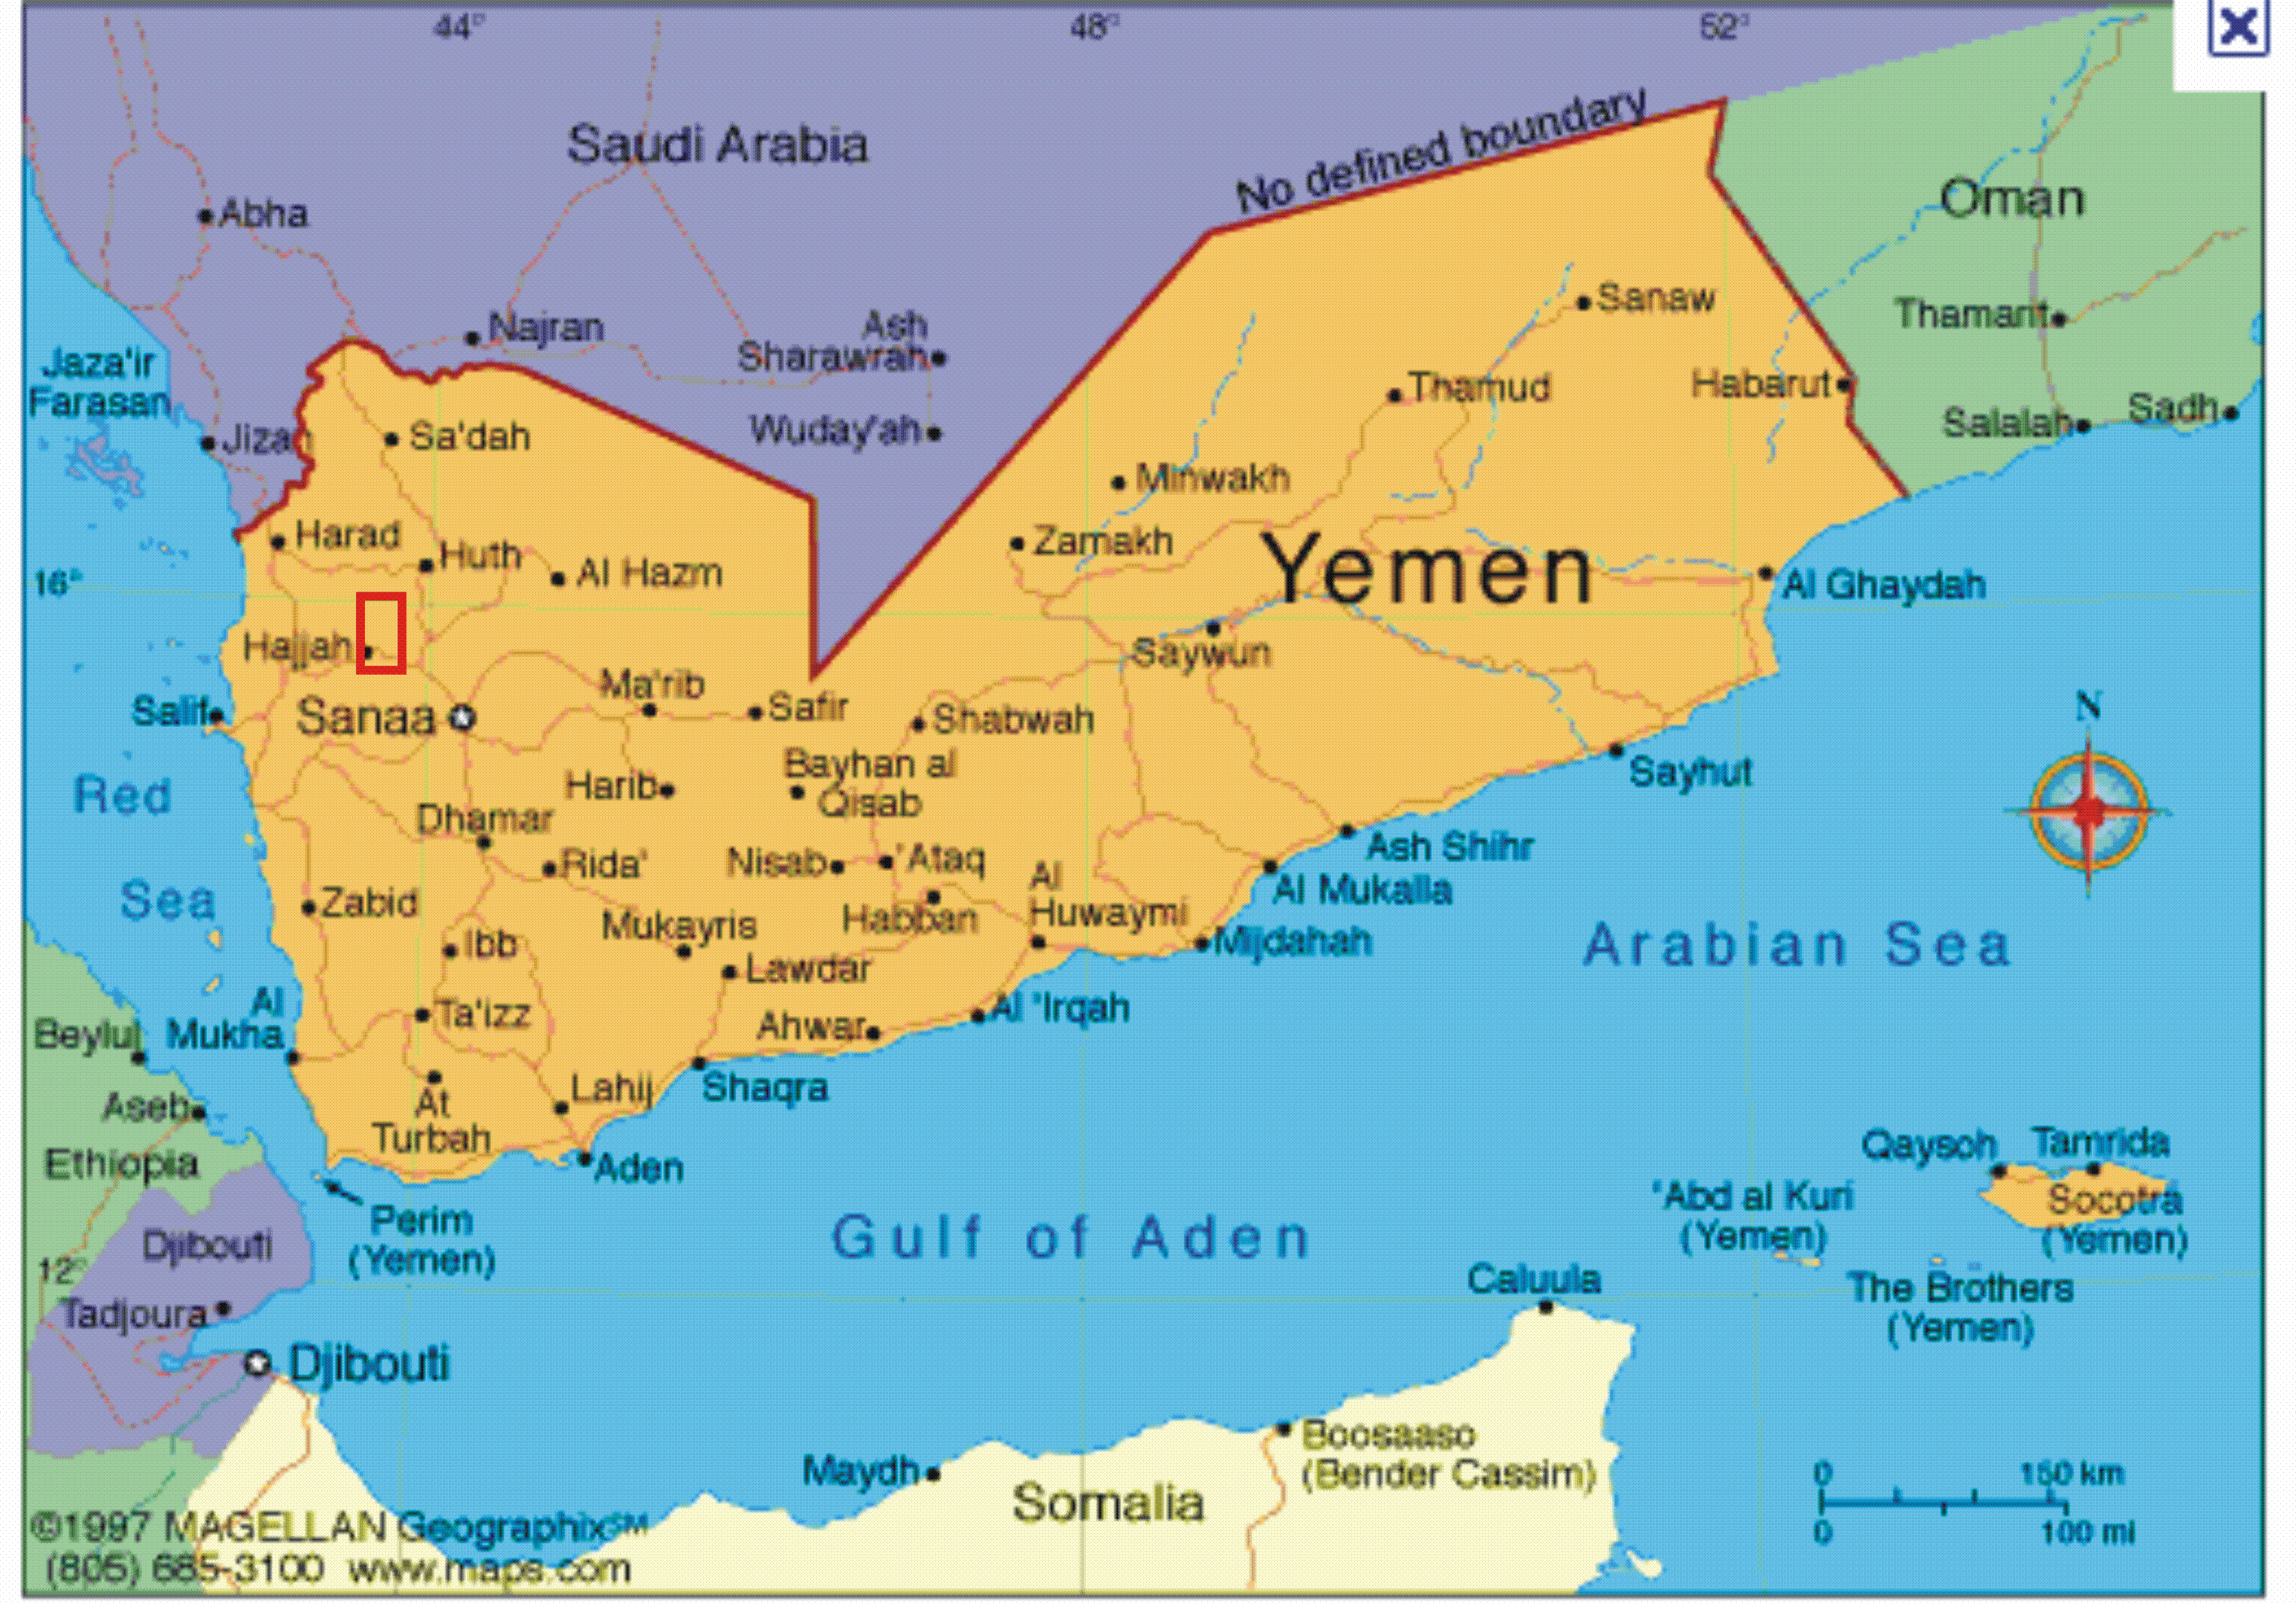 44°
48°
52°
Saudi Arabia
No defined boundary
Oman
Abha
Najran
Ash
Sharawrah
Wuday'ah
Sanaw
Thamarit
Jaza'ir
Farasan
Jizan
Sa'dah
Thamud
Habarut
Salalah
Sadh
Minwakh
Harad
Huth
Al Hazm
Zamakh
Yemen
Al Ghaydah
16°
Hajjah
Saywun
Salif
Sanaa
Ma'rib
Safir
Shabwah
N
Sayhut
Red
Sea
Harib
Bayhan al
Qisab
Dhamar
Rida'
Nisab
'Ataq
Ash Shihr
Al Mukalla
Zabid
Mukayris
Habban
Al
Huwaymi
Mijdahah
Arabian Sea
Ibb
Lawdar
Al
Mukha
Ta'izz
Ahwar
Al 'Irqah
Beylul
Shaqra
Aseb
At
Turbah
Lahij
Aden
Ethiopia
Perim
(Yemen)
Djibouti
Gulf of Aden
Qaysoh
Tamrida
'Abd al Kuri
(Yemen)
Socotra
(Yemen)
12°
Tadjoura
Caluula
The Brothers
(Yemen)
Djibouti
Maydh
Boosaaso
(Bender Cassim)
Somalia
0 150 km
0 100 mi
©1997 MAGELLAN Geographix℠
(805) 685-3100 www.maps.com